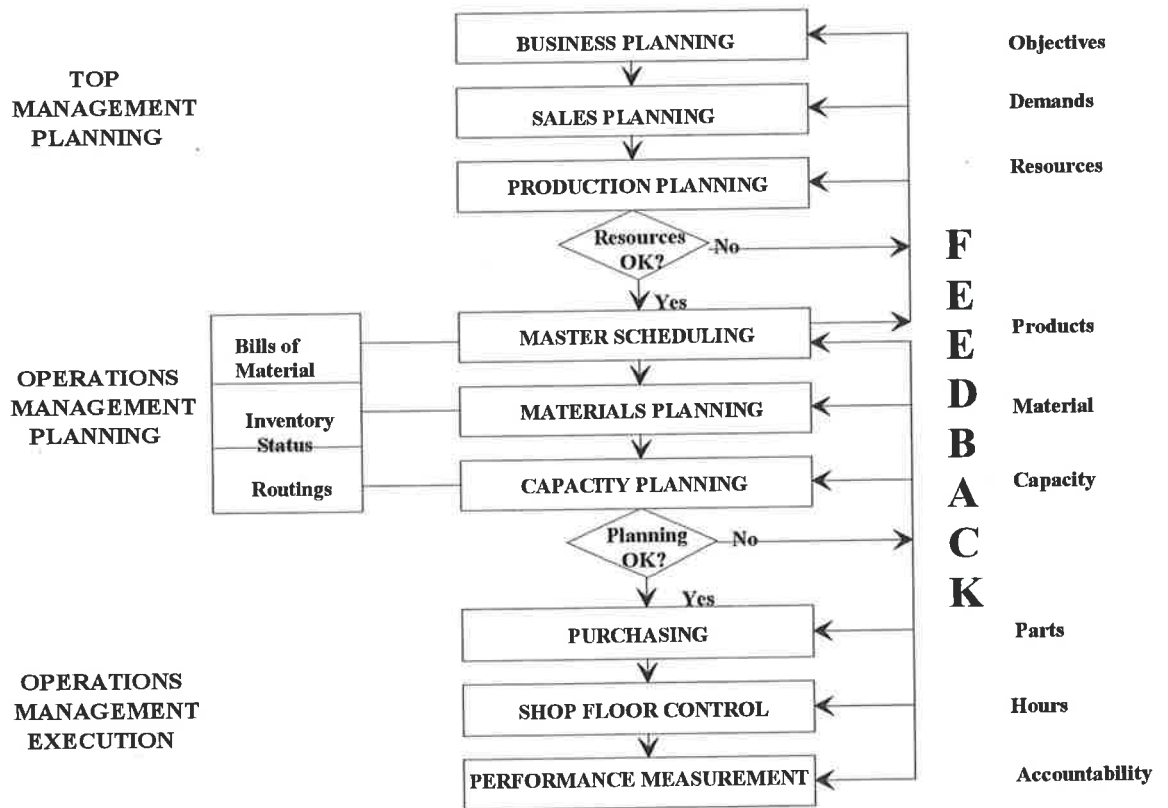 BUSINESS PLANNING
Objectives
TOP
MANAGEMENT
PLANNING
SALES PLANNING
Demands
PRODUCTION PLANNING
Resources
Resources
OK?
No
Yes
FEEDBACK
Bills of
Material
MASTER SCHEDULING
Products
OPERATIONS
MANAGEMENT
PLANNING
Inventory
Status
MATERIALS PLANNING
Material
Routings
CAPACITY PLANNING
Capacity
Planning
OK?
No
Yes
PURCHASING
Parts
OPERATIONS
MANAGEMENT
EXECUTION
SHOP FLOOR CONTROL
Hours
PERFORMANCE MEASUREMENT
Accountability